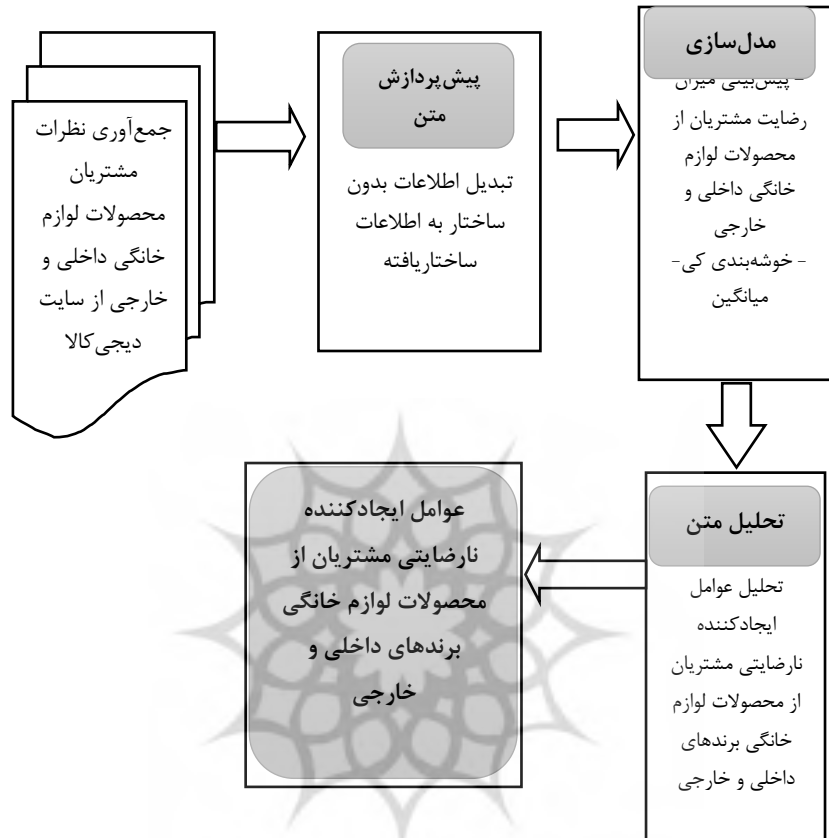 جمع‌آوری نظرات
مشتریان
محصولات لوازم
خانگی داخلی و
خارجی از سایت
دیجی‌کالا
پیش‌پردازش
متن
تبدیل اطلاعات بدون
ساختار به اطلاعات
ساختاریافته
مدل‌سازی
- پیش‌بینی میزان
رضایت مشتریان از
محصولات لوازم
خانگی داخلی و
خارجی
- خوشه‌بندی کی-
میانگین
تحلیل متن
تحلیل عوامل
ایجادکننده
نارضایتی مشتریان
از محصولات لوازم
خانگی برندهای
داخلی و خارجی
عوامل ایجادکننده
نارضایتی مشتریان از
محصولات لوازم خانگی
برندهای داخلی و
خارجی